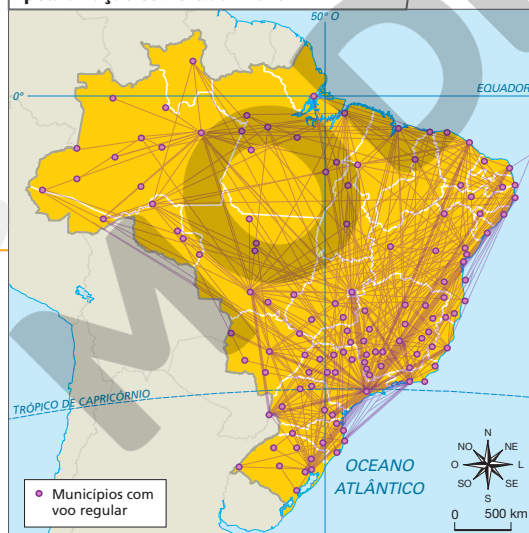 50° O
0°
EQUADOR
TRÓPICO DE CAPRICÓRNIO
OCEANO
ATLÂNTICO
N
NO
NE
O
L
SO
SE
S
0 500 km
Municípios com
voo regular